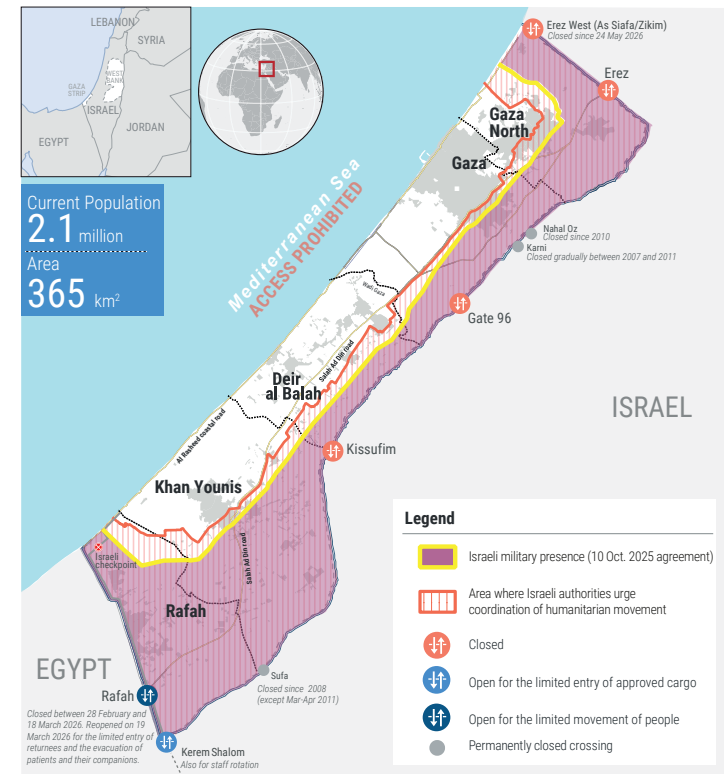 LEBANON
SYRIA
WEST
BANK
GAZA
STRIP
ISRAEL
JORDAN
EGYPT
Current Population
2.1 million
Area
365 km²
Mediterranean Sea
ACCESS PROHIBITED
Erez West (As Siafa/Zikim)
Closed since 24 May 2026
Erez
Gaza
North
Gaza
Nahal Oz
Closed since 2010
Karni
Closed gradually between 2007 and 2011
Wadi Gaza
Gate 96
Salah Ad Din road
Deir
al Balah
ISRAEL
Al Rasheed coastal road
Kissufim
Khan Younis
Israeli
checkpoint
Salah Ad Din road
Rafah
EGYPT
Sufa
Closed since 2008
(except Mar-Apr 2011)
Rafah
Closed between 28 February and
18 March 2026. Reopened on 19
March 2026 for the limited entry of
returnees and the evacuation of
patients and their companions.
Kerem Shalom
Also for staff rotation
Legend
Israeli military presence (10 Oct. 2025 agreement)
Area where Israeli authorities urge
coordination of humanitarian movement
Closed
Open for the limited entry of approved cargo
Open for the limited movement of people
Permanently closed crossing